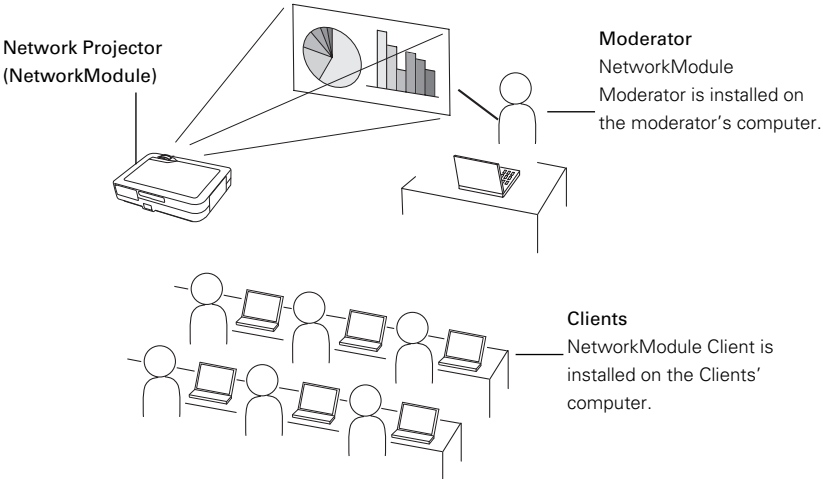 Network Projector
(NetworkModule)
Moderator
NetworkModule
Moderator is installed on
the moderator's computer.
Clients
NetworkModule Client is
installed on the Clients'
computer.